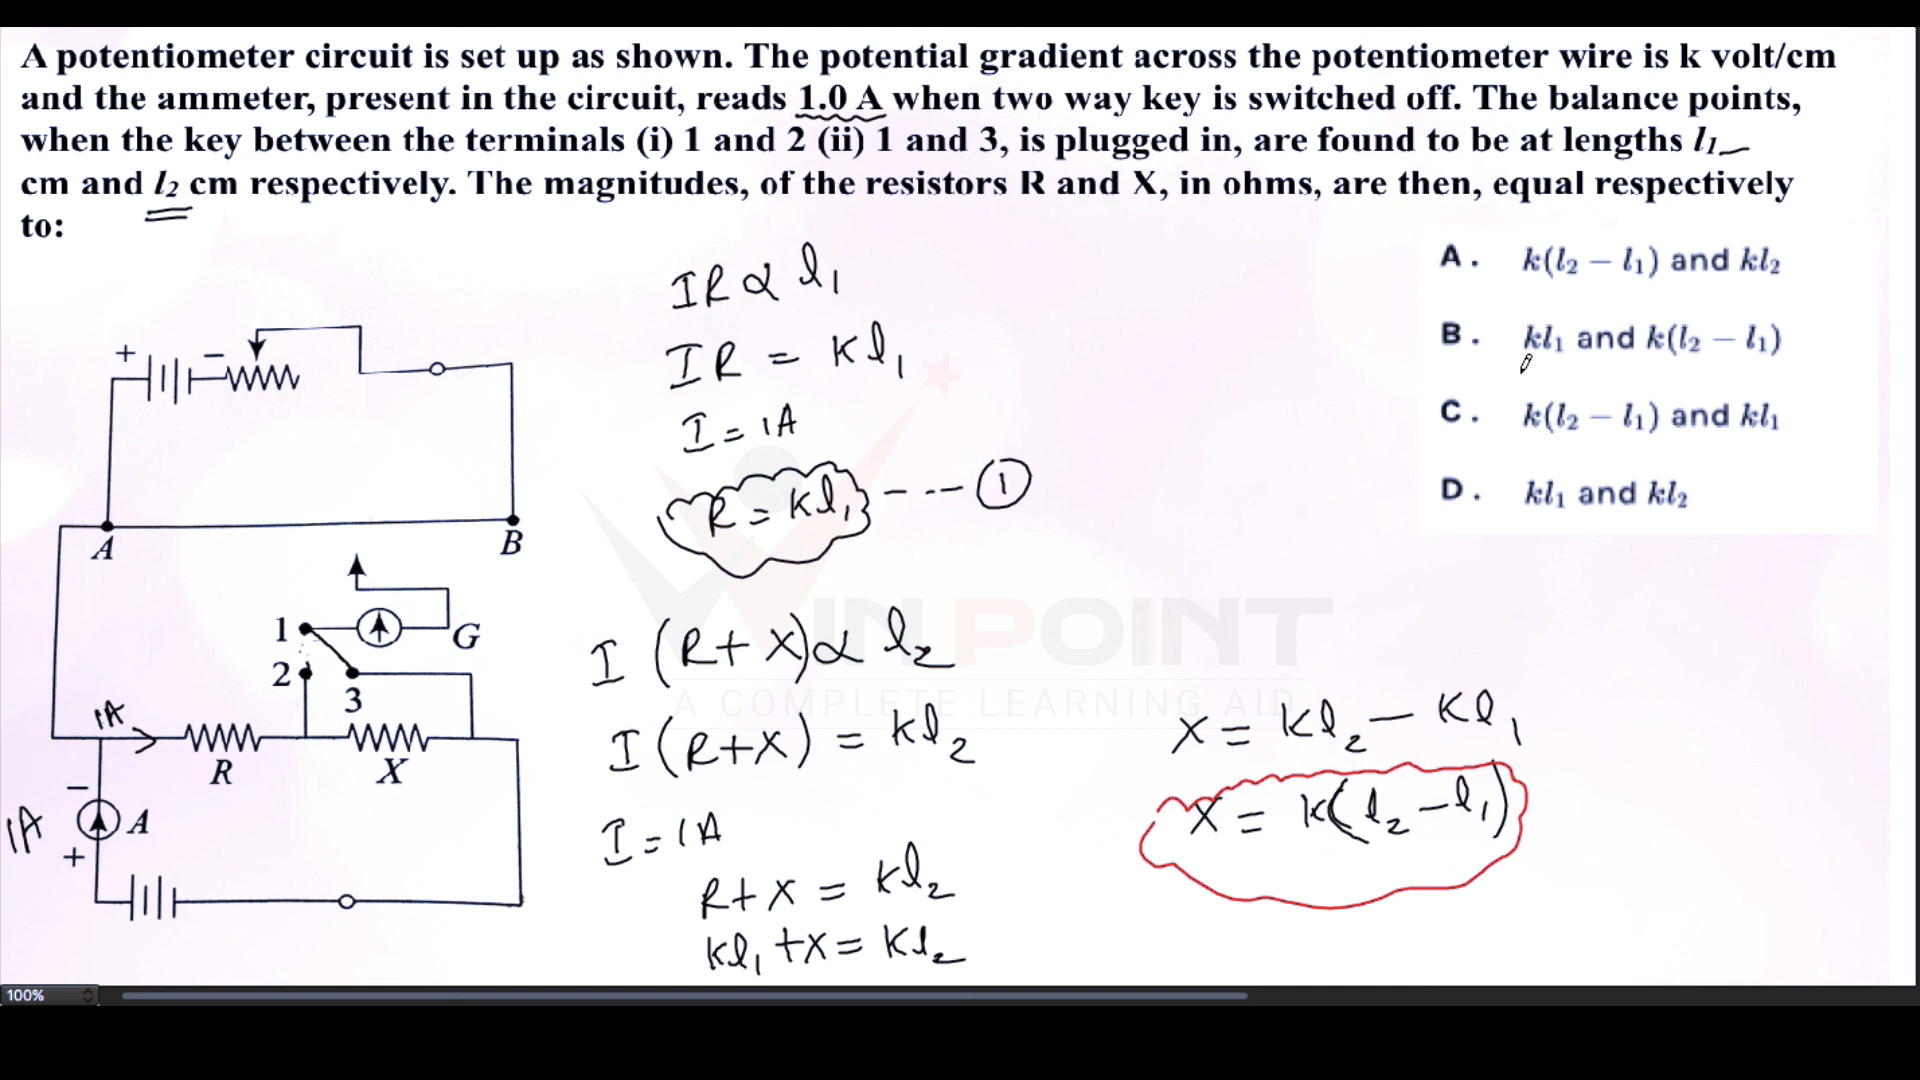 A potentiometer circuit is set up as shown. The potential gradient across the potentiometer wire is k volt/cm
and the ammeter, present in the circuit, reads 1.0 A when two way key is switched off. The balance points,
when the key between the terminals (i) 1 and 2 (ii) 1 and 3, is plugged in, are found to be at lengths l₁
cm and l₂ cm respectively. The magnitudes, of the resistors R and X, in ohms, are then, equal respectively
to:
A. k(l₂ − l₁) and kl₂
B. kl₁ and k(l₂ − l₁)
C. k(l₂ − l₁) and kl₁
D. kl₁ and kl₂
+ −
A B
1 G
2
3
1A
R X
−
1A A
+
IR ∝ l₁
IR = Kl₁
I = 1A
R = Kl₁ - - - ①
I (R + X) ∝ l₂
I (R + X) = Kl₂
I = 1A
R + X = Kl₂
Kl₁ + X = Kl₂
X = Kl₂ − Kl₁
X = K(l₂ − l₁)
WINPOINT
A COMPLETE LEARNING AID
100%